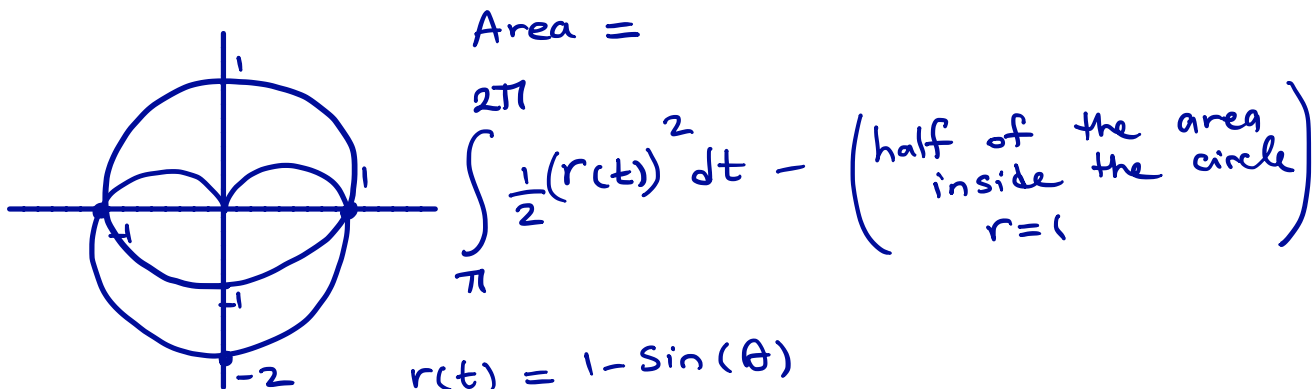 Area =
2π
∫ 1/2 (r(t))² dt - (half of the area inside the circle r=1)
π
r(t) = 1 - Sin(θ)
1
1
-1
-1
-2